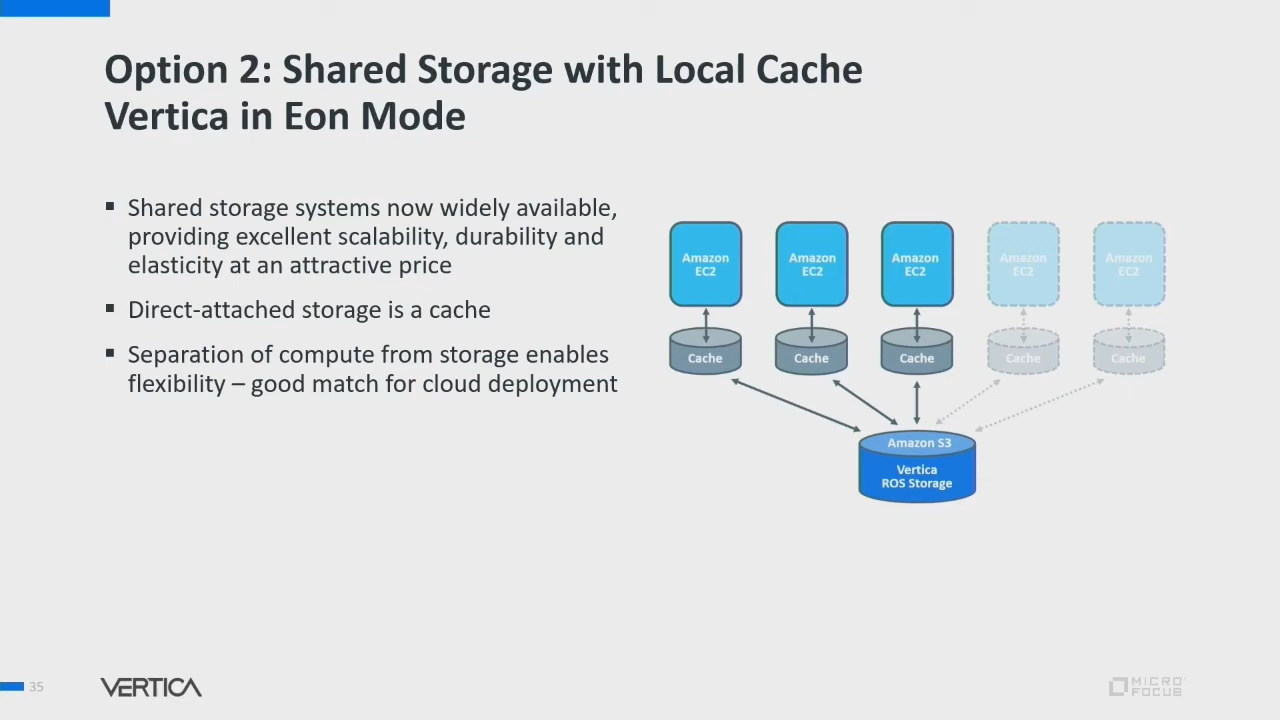 Option 2: Shared Storage with Local Cache
Vertica in Eon Mode
▪ Shared storage systems now widely available,
providing excellent scalability, durability and
elasticity at an attractive price
▪ Direct-attached storage is a cache
▪ Separation of compute from storage enables
flexibility – good match for cloud deployment
Amazon
EC2
Amazon
EC2
Amazon
EC2
Amazon
EC2
Amazon
EC2
Cache
Cache
Cache
Cache
Cache
Amazon S3
Vertica
ROS Storage
35
VERTICA
MICRO
FOCUS